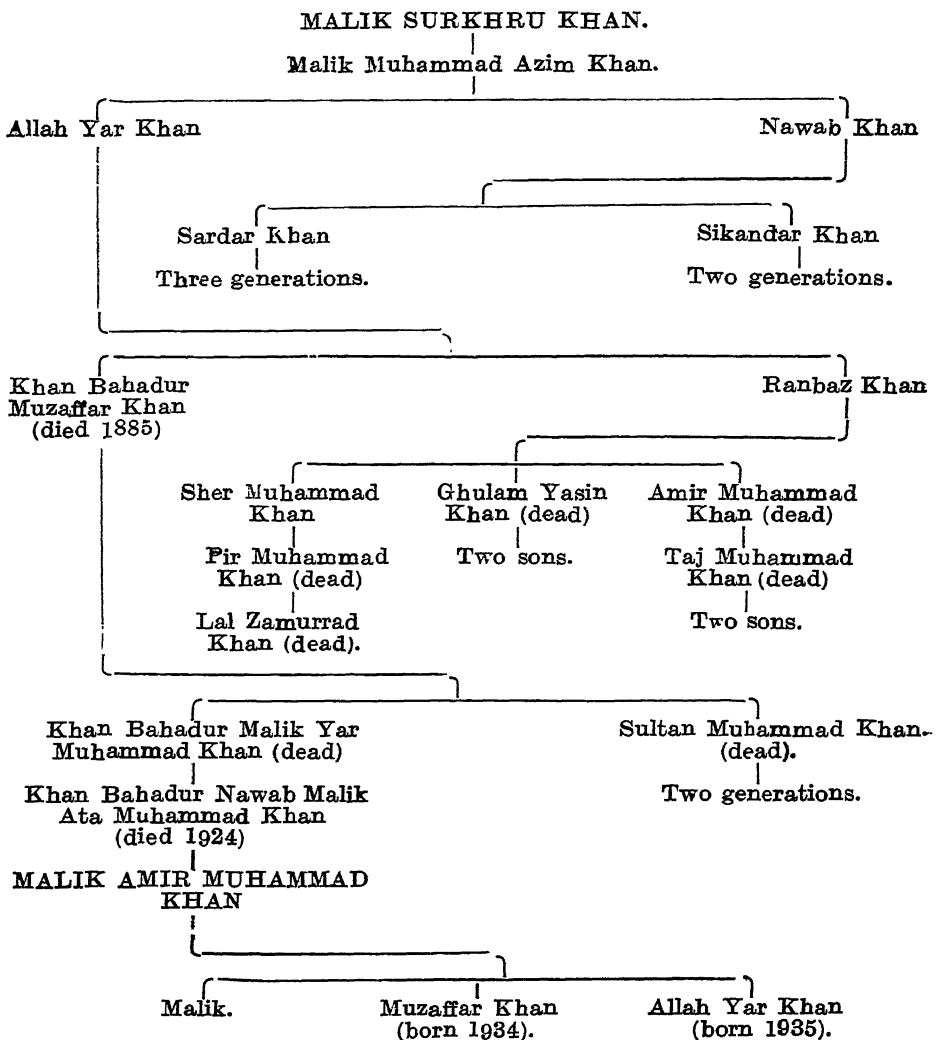 MALIK SURKHRU KHAN.
Malik Muhammad Azim Khan.
Allah Yar Khan
Nawab Khan
Sardar Khan
Sikandar Khan
Three generations.
Two generations.
Khan Bahadur
Muzaffar Khan
(died 1885)
Ranbaz Khan
Sher Muhammad
Khan
Ghulam Yasin
Khan (dead)
Amir Muhammad
Khan (dead)
Pir Muhammad
Khan (dead)
Two sons.
Taj Muhammad
Khan (dead)
Lal Zamurrad
Khan (dead).
Two sons.
Khan Bahadur Malik Yar
Muhammad Khan (dead)
Sultan Muhammad Khan.
(dead).
Khan Bahadur Nawab Malik
Ata Muhammad Khan
(died 1924)
Two generations.
MALIK AMIR MUHAMMAD
KHAN
Malik.
Muzaffar Khan
(born 1934).
Allah Yar Khan
(born 1935).